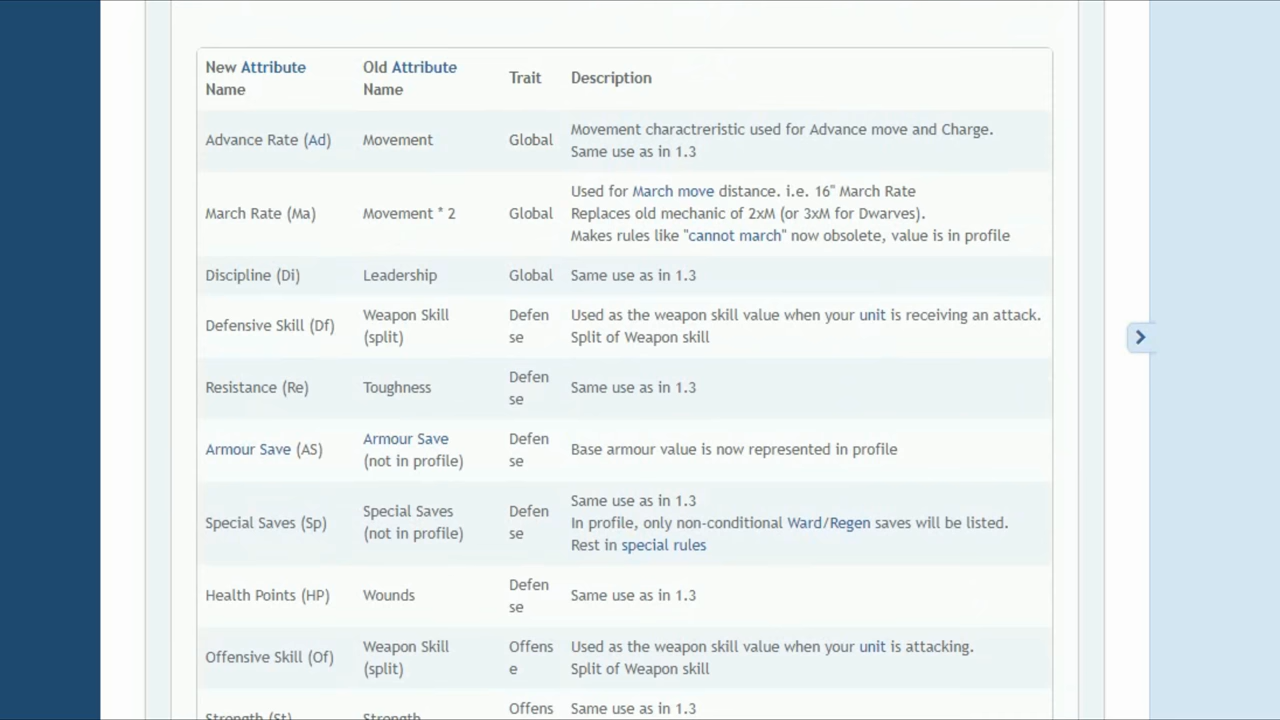 New Attribute Name
Old Attribute Name
Trait
Description
Advance Rate (Ad)
Movement
Global
Movement charactreristic used for Advance move and Charge.
Same use as in 1.3
March Rate (Ma)
Movement * 2
Global
Used for March move distance. i.e. 16" March Rate
Replaces old mechanic of 2xM (or 3xM for Dwarves).
Makes rules like "cannot march" now obsolete, value is in profile
Discipline (Di)
Leadership
Global
Same use as in 1.3
Defensive Skill (Df)
Weapon Skill
(split)
Defen
se
Used as the weapon skill value when your unit is receiving an attack.
Split of Weapon skill
Resistance (Re)
Toughness
Defen
se
Same use as in 1.3
Armour Save (AS)
Armour Save
(not in profile)
Defen
se
Base armour value is now represented in profile
Special Saves (Sp)
Special Saves
(not in profile)
Defen
se
Same use as in 1.3
In profile, only non-conditional Ward/Regen saves will be listed.
Rest in special rules
Health Points (HP)
Wounds
Defen
se
Same use as in 1.3
Offensive Skill (Of)
Weapon Skill
(split)
Offens
e
Used as the weapon skill value when your unit is attacking.
Split of Weapon skill
Strength (St)
Strength
Offens
Same use as in 1.3